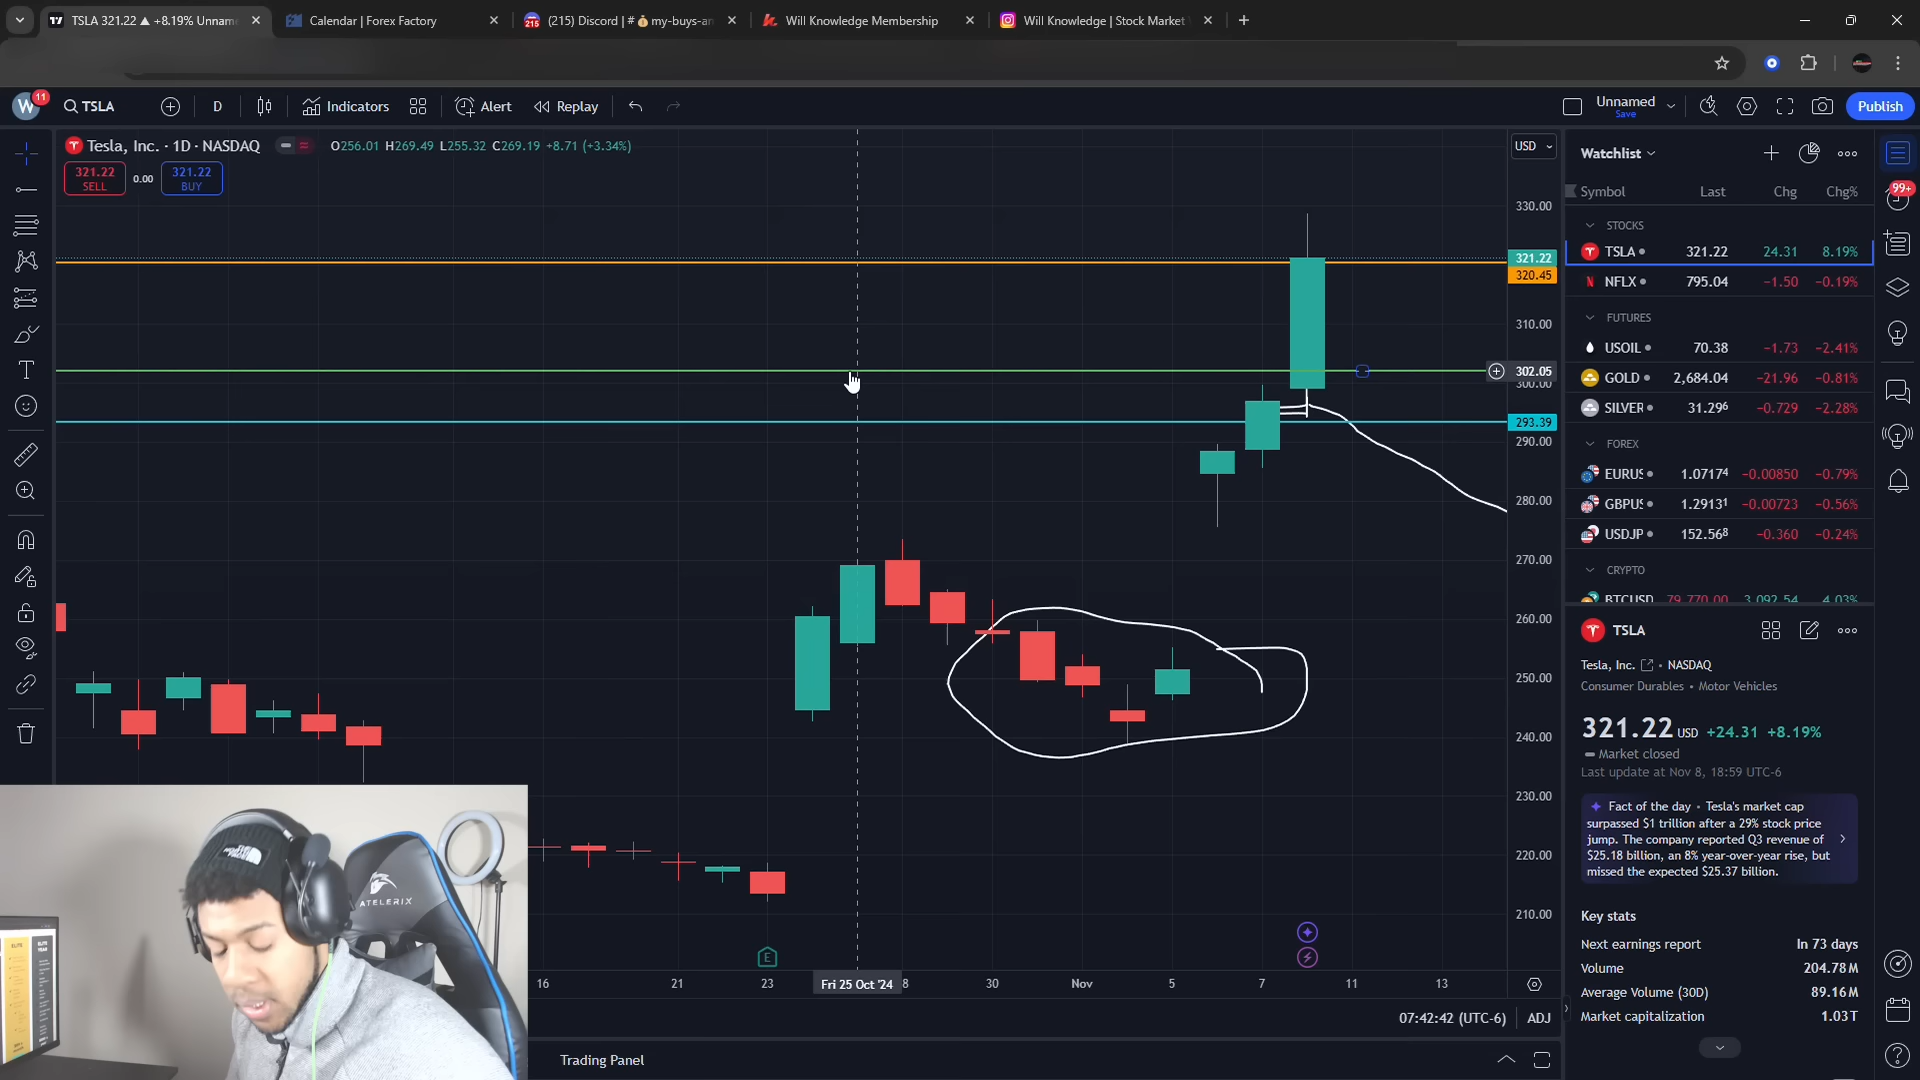 TSLA 321.22 ▲ +8.19% Unnam
Calendar | Forex Factory
(215) Discord | # 💰my-buys-an
Will Knowledge Membership
Will Knowledge | Stock Market
W
11
TSLA
D
Indicators
Alert
Replay
Unnamed
Save
Publish
Tesla, Inc. · 1D · NASDAQ
O256.01 H269.49 L255.32 C269.19 +8.71 (+3.34%)
321.22
SELL
0.00
321.22
BUY
USD
330.00
321.22
320.45
310.00
302.05
300.00
293.39
290.00
280.00
270.00
260.00
250.00
240.00
230.00
220.00
210.00
E
16
21
23
Fri 25 Oct '24
8
30
Nov
5
7
11
13
07:42:42 (UTC-6)
ADJ
Trading Panel
Watchlist
Symbol Last Chg Chg%
STOCKS
TSLA 321.22 24.31 8.19%
NFLX 795.04 −1.50 −0.19%
FUTURES
USOIL 70.38 −1.73 −2.41%
GOLD 2,684.04 −21.96 −0.81%
SILVER 31.296 −0.729 −2.28%
FOREX
EURUS 1.07174 −0.00850 −0.79%
GBPUS 1.29131 −0.00723 −0.56%
USDJP 152.568 −0.360 −0.24%
CRYPTO
BTCUSD 79,770.00 3,092.54 4.03%
99+
TSLA
Tesla, Inc. • NASDAQ
Consumer Durables • Motor Vehicles
321.22 USD +24.31 +8.19%
Market closed
Last update at Nov 8, 18:59 UTC-6
Fact of the day • Tesla's market cap
surpassed $1 trillion after a 29% stock price
jump. The company reported Q3 revenue of
$25.18 billion, an 8% year-over-year rise, but
missed the expected $25.37 billion.
Key stats
Next earnings report In 73 days
Volume 204.78M
Average Volume (30D) 89.16M
Market capitalization 1.03T
ATELERIX